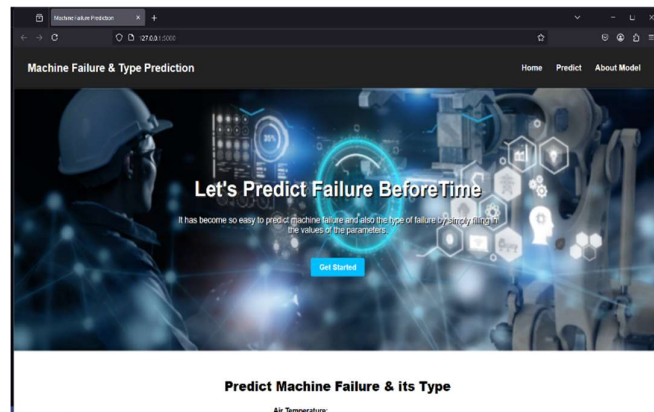 Machine Failure Prediction
127.0.0.1:5000
Machine Failure & Type Prediction
Home Predict About Model
35%
Let's Predict Failure BeforeTime
It has become so easy to predict machine failure and also the type of failure by simply filling in
the values of the parameters.
Get Started
Predict Machine Failure & its Type
Air Temperature: